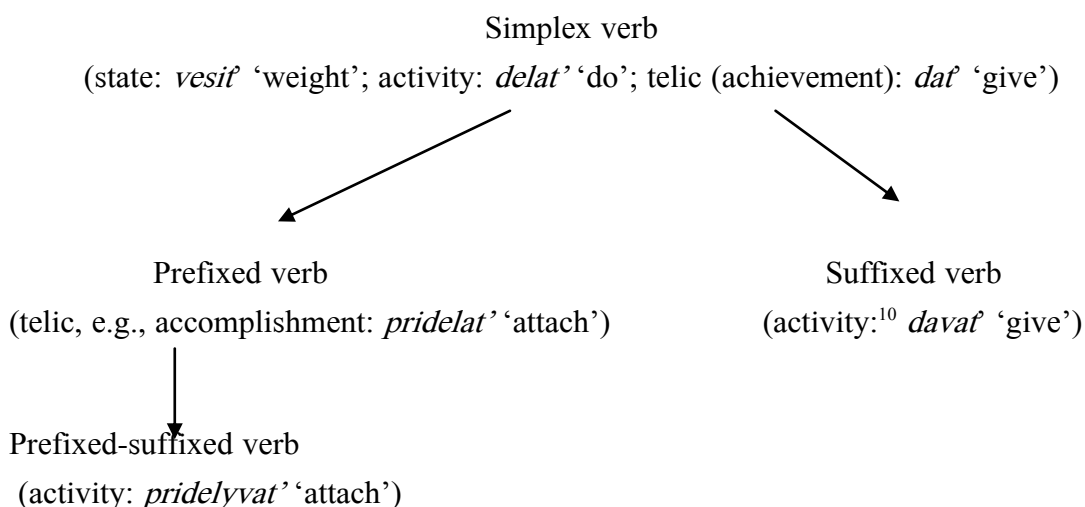 Simplex verb
(state: vesit’ ‘weight’; activity: delat’ ‘do’; telic (achievement): dat’ ‘give’)
Prefixed verb
(telic, e.g., accomplishment: pridelat’ ‘attach’)
Suffixed verb
(activity:¹⁰ davat’ ‘give’)
Prefixed-suffixed verb
(activity: pridelyvat’ ‘attach’)